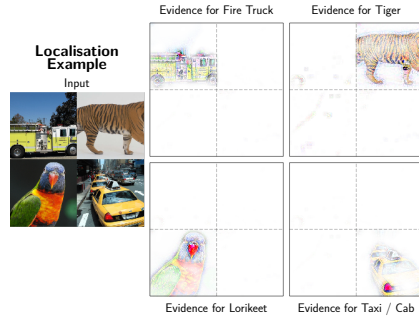 Evidence for Fire Truck
Evidence for Tiger
Localisation
Example
Input
Evidence for Lorikeet
Evidence for Taxi / Cab